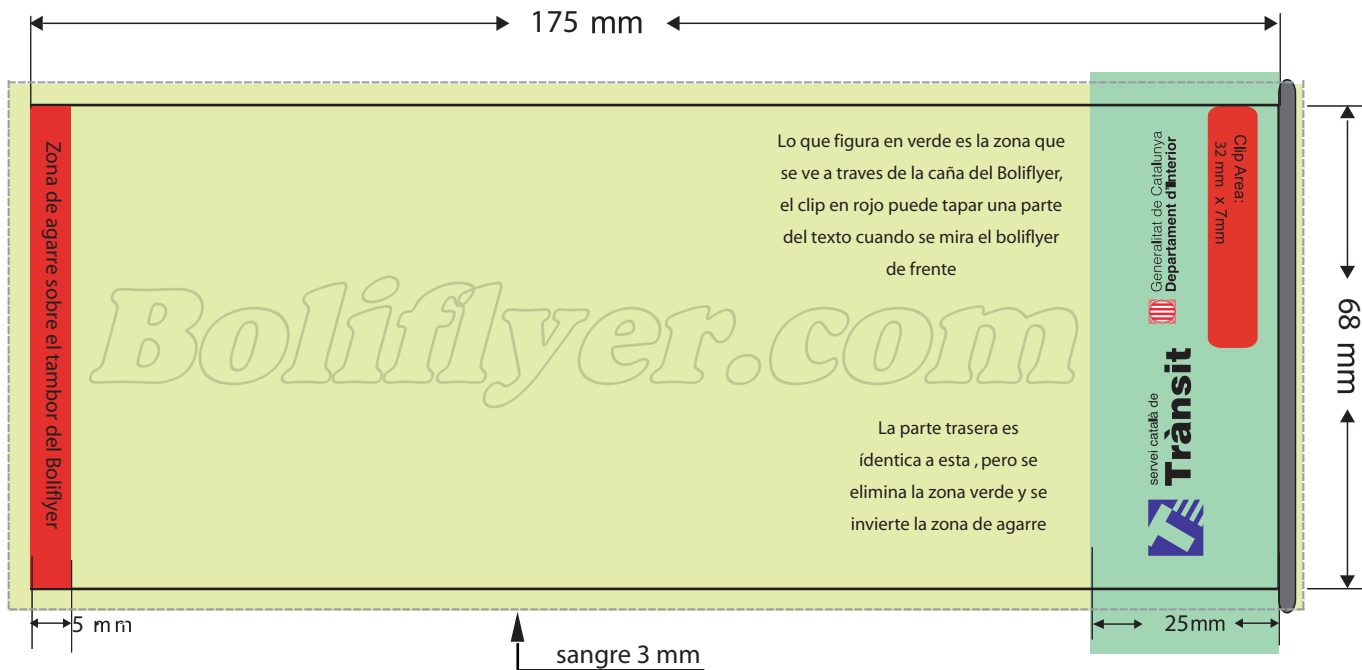 175 mm
Zona de agarre sobre el tambor del Boliflyer
Lo que figura en verde es la zona que
se ve a traves de la caña del Boliflyer,
el clip en rojo puede tapar una parte
del texto cuando se mira el boliflyer
de frente
Boliflyer.com
La parte trasera es
ídentica a esta , pero se
elimina la zona verde y se
invierte la zona de agarre
Clip Area:
32 mm x 7mm
Generalitat de Catalunya
Departament d'Interior
servei català de
Trànsit
68 mm
5 mm
25mm
sangre 3 mm